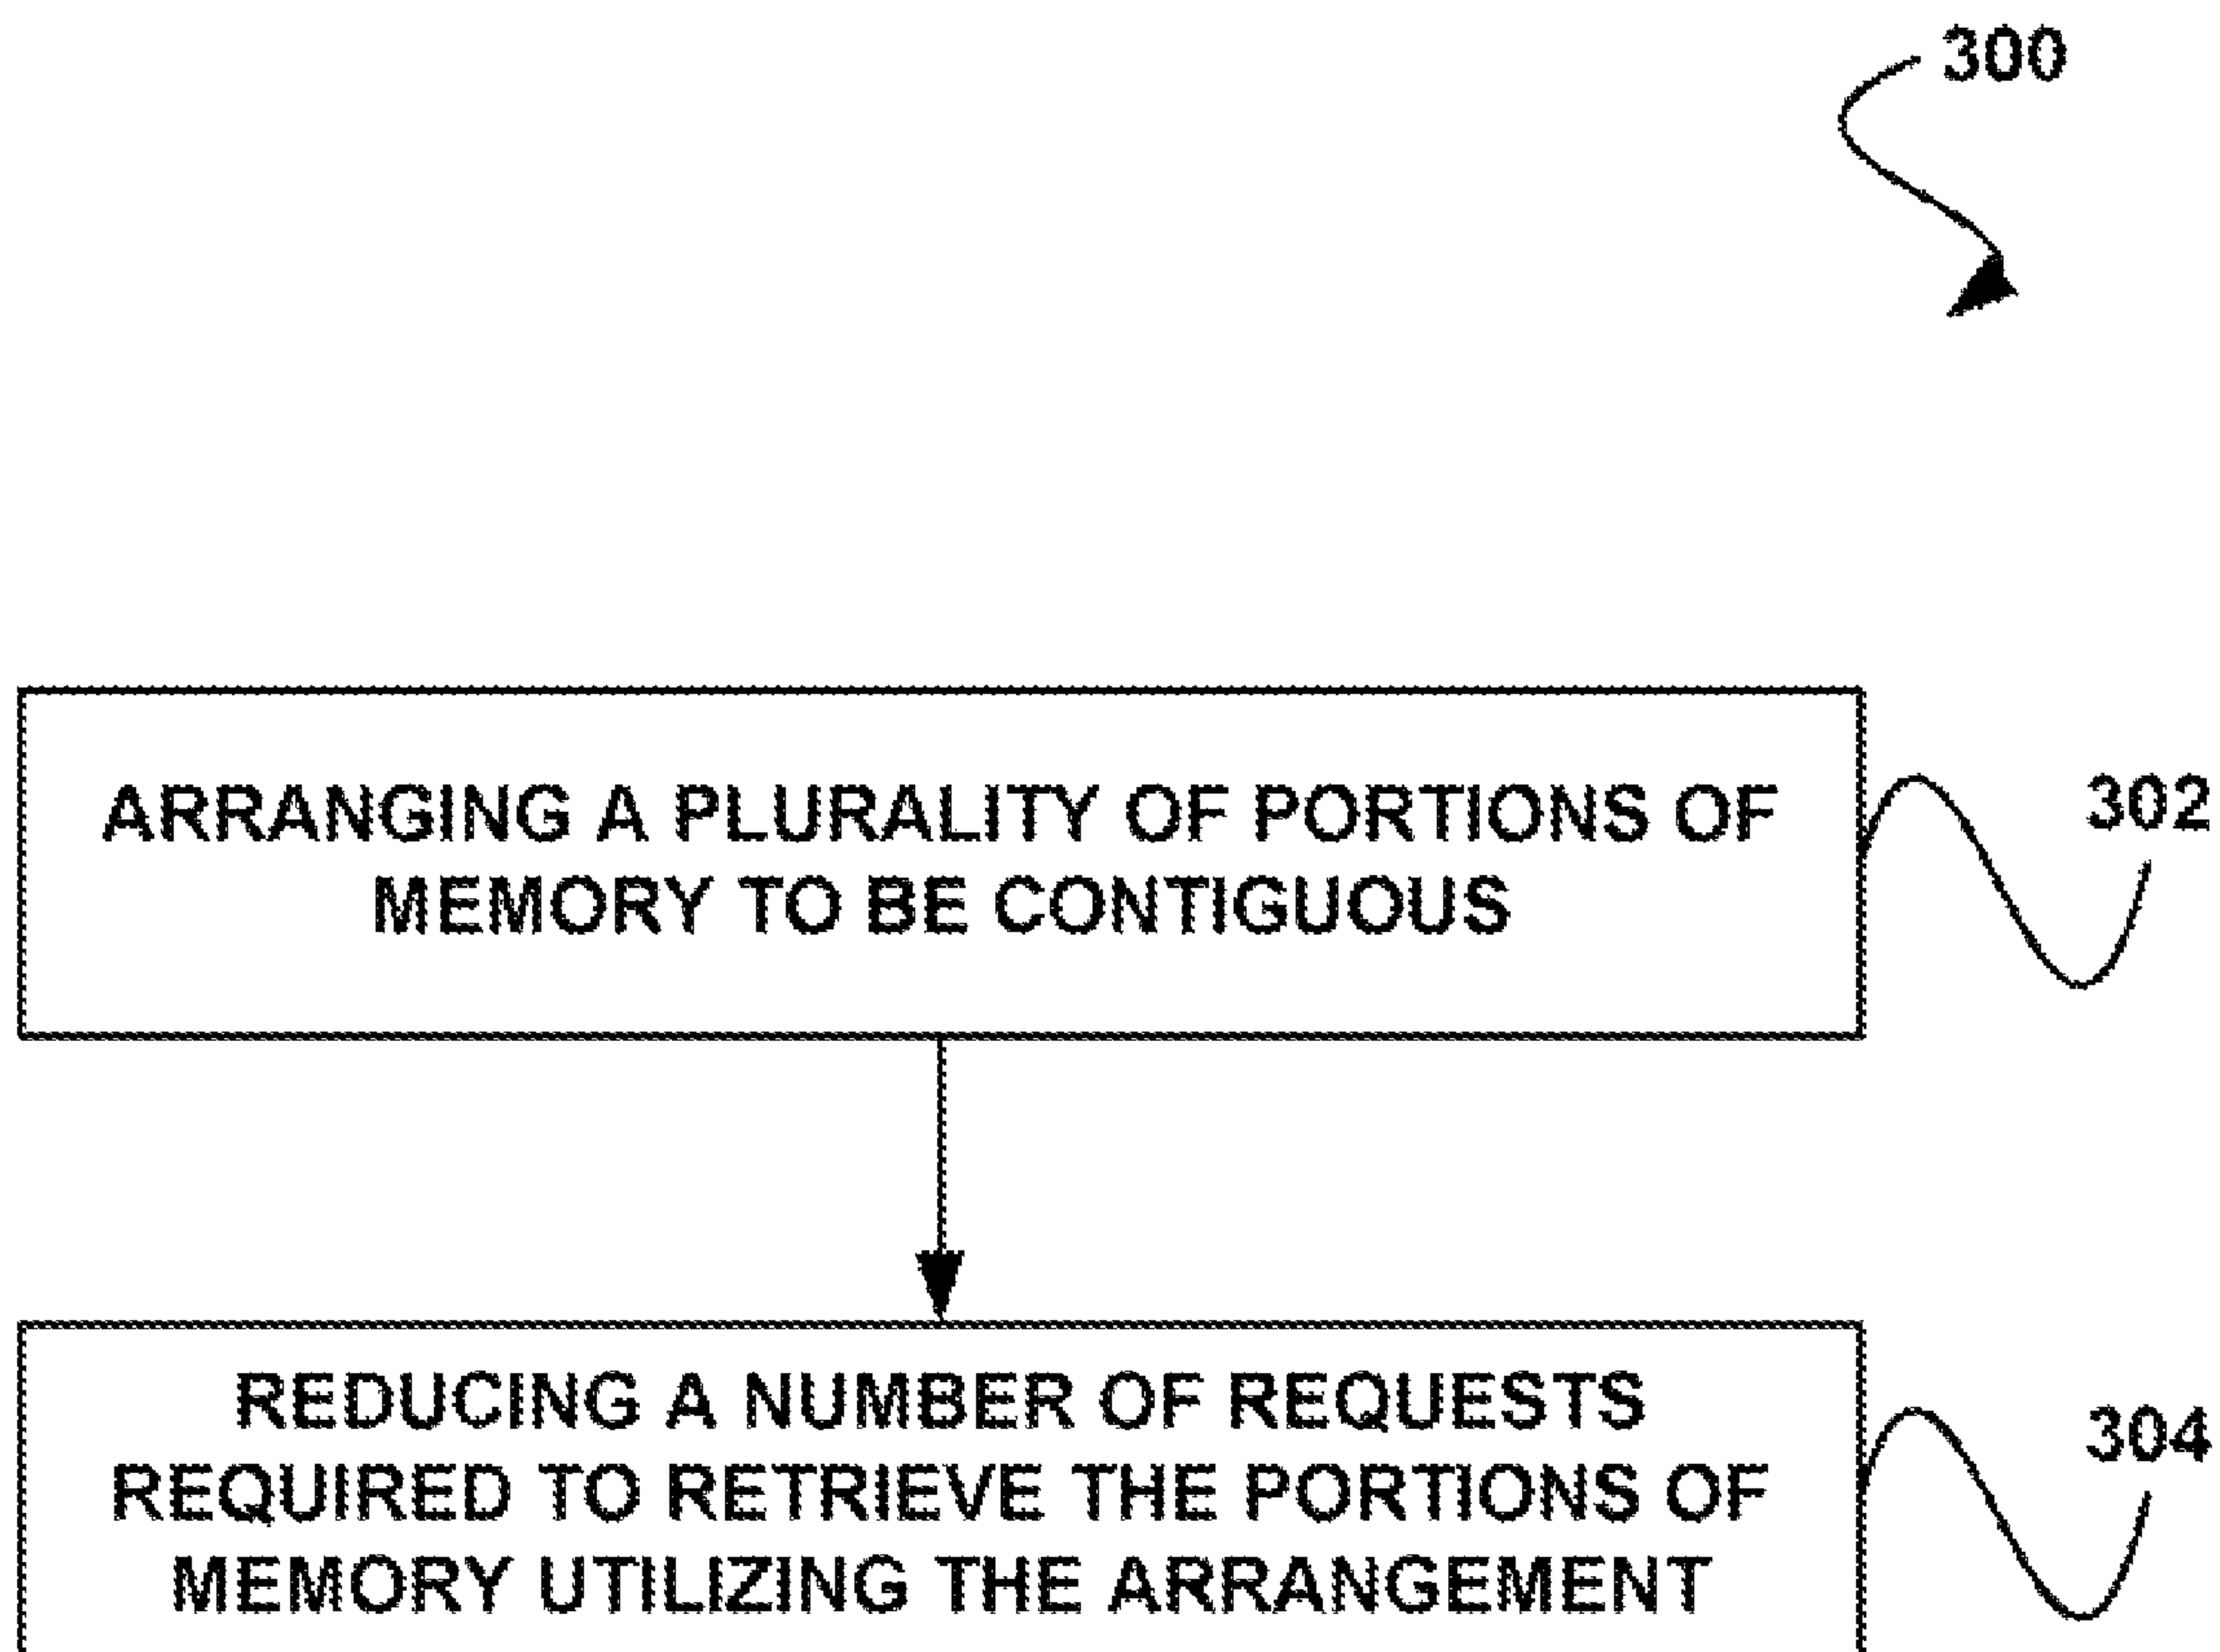 300
ARRANGING A PLURALITY OF PORTIONS OF
MEMORY TO BE CONTIGUOUS
302
REDUCING A NUMBER OF REQUESTS
REQUIRED TO RETRIEVE THE PORTIONS OF
MEMORY UTILIZING THE ARRANGEMENT
304